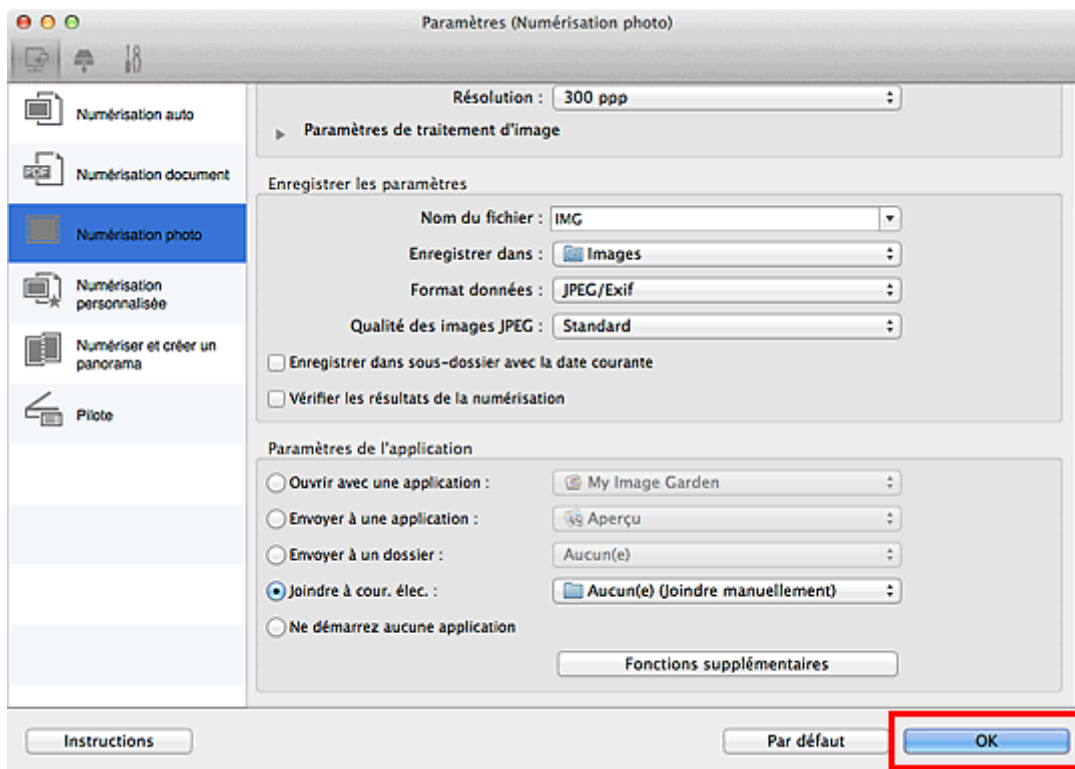 Paramètres (Numérisation photo)
Numérisation auto
Numérisation document
Numérisation photo
Numérisation
personnalisée
Numériser et créer un
panorama
Pilote
Résolution : 300 ppp
Paramètres de traitement d'image
Enregistrer les paramètres
Nom du fichier : IMG
Enregistrer dans : Images
Format données : JPEG/Exif
Qualité des images JPEG : Standard
Enregistrer dans sous-dossier avec la date courante
Vérifier les résultats de la numérisation
Paramètres de l'application
Ouvrir avec une application : My Image Garden
Envoyer à une application : Aperçu
Envoyer à un dossier : Aucun(e)
Joindre à cour. élec. : Aucun(e) (Joindre manuellement)
Ne démarrez aucune application
Fonctions supplémentaires
Instructions Par défaut OK